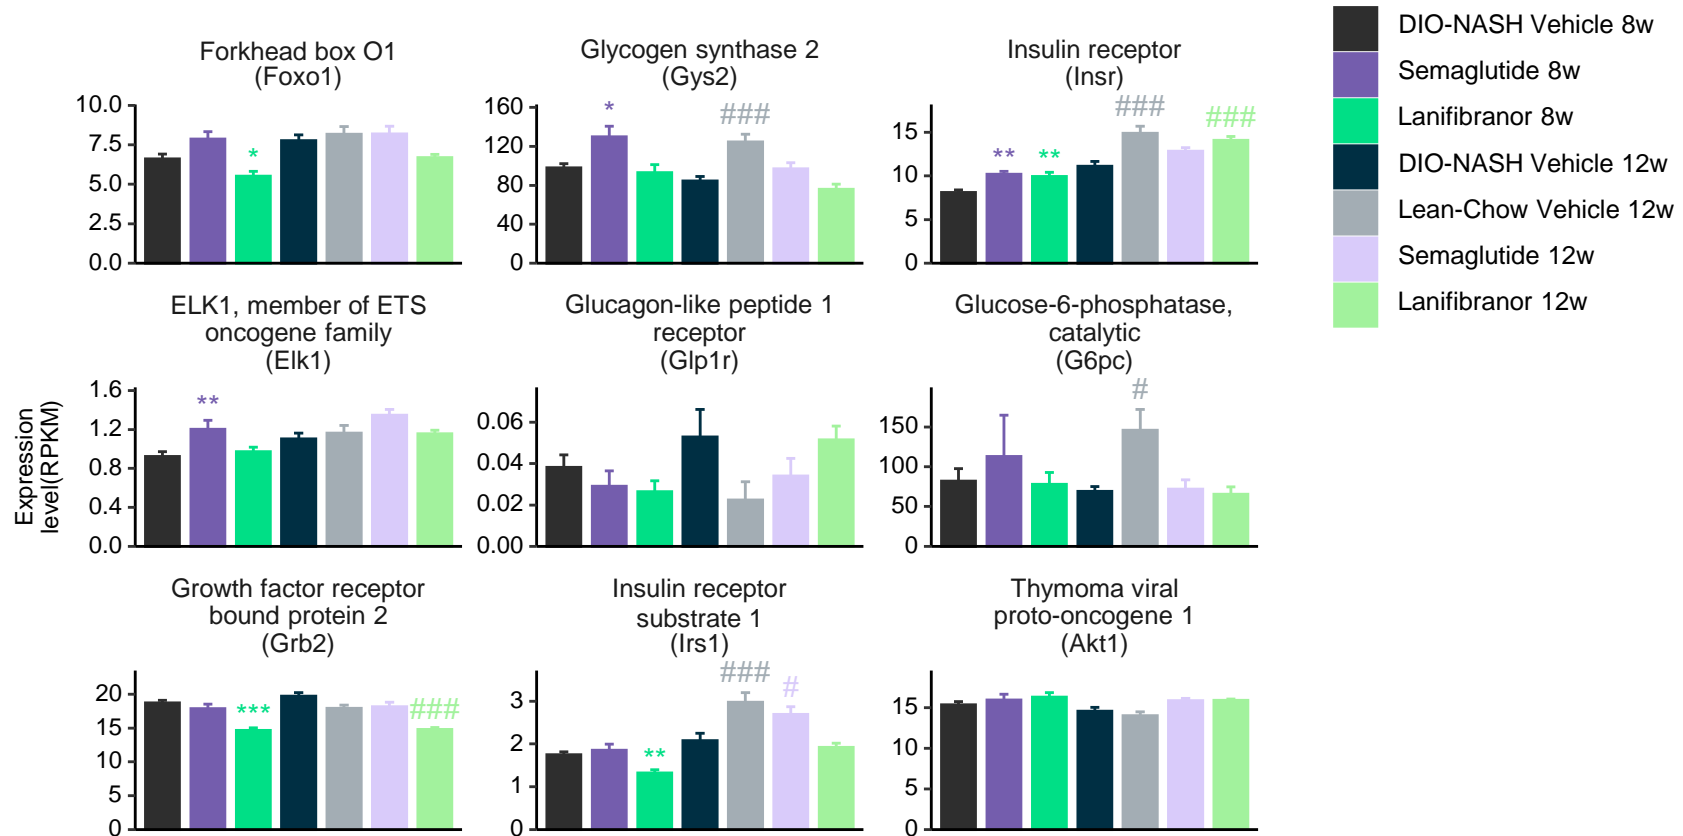 Forkhead box O1
(Foxo1)
10.0
7.5
5.0
2.5
0.0
*
Glycogen synthase 2
(Gys2)
160
120
80
40
0
*
###
Insulin receptor
(Insr)
15
10
5
0
**
**
###
###
DIO-NASH Vehicle 8w
Semaglutide 8w
Lanifibranor 8w
DIO-NASH Vehicle 12w
Lean-Chow Vehicle 12w
Semaglutide 12w
Lanifibranor 12w
Expression
level(RPKM)
ELK1, member of ETS
oncogene family
(Elk1)
1.6
1.2
0.8
0.4
0.0
**
Glucagon-like peptide 1
receptor
(Glp1r)
0.06
0.04
0.02
0.00
Glucose-6-phosphatase,
catalytic
(G6pc)
150
100
50
0
#
Growth factor receptor
bound protein 2
(Grb2)
20
15
10
5
0
***
###
Insulin receptor
substrate 1
(Irs1)
3
2
1
0
**
###
#
Thymoma viral
proto-oncogene 1
(Akt1)
15
10
5
0